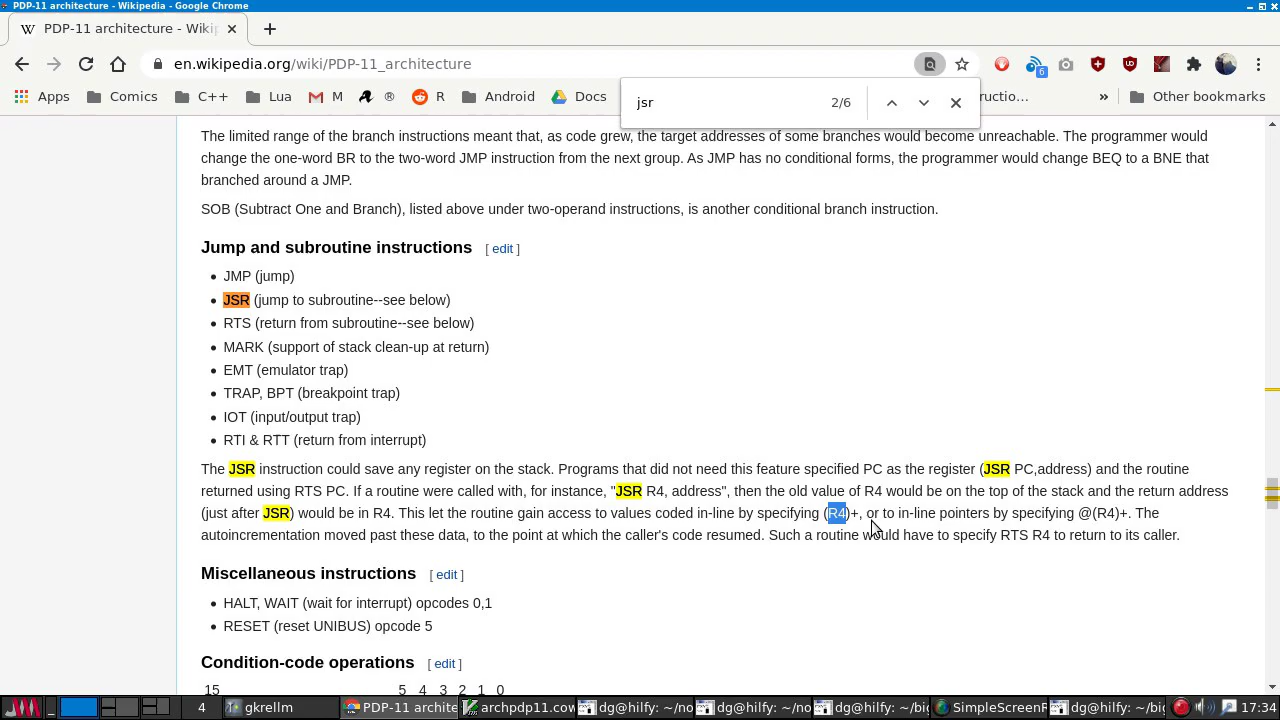 PDP-11 architecture - Wikipedia - Google Chrome
PDP-11 architecture - Wiki
en.wikipedia.org/wiki/PDP-11_architecture
6
Apps
Comics
Lua
M
R
Android
Docs
Other bookmarks
jsr
2/6
The limited range of the branch instructions meant that, as code grew, the target addresses of some branches would become unreachable. The programmer would
change the one-word BR to the two-word JMP instruction from the next group. As JMP has no conditional forms, the programmer would change BEQ to a BNE that
branched around a JMP.
SOB (Subtract One and Branch), listed above under two-operand instructions, is another conditional branch instruction.
Jump and subroutine instructions [ edit ]
JMP (jump)
JSR (jump to subroutine--see below)
RTS (return from subroutine--see below)
MARK (support of stack clean-up at return)
EMT (emulator trap)
TRAP, BPT (breakpoint trap)
IOT (input/output trap)
RTI & RTT (return from interrupt)
The JSR instruction could save any register on the stack. Programs that did not need this feature specified PC as the register (JSR PC,address) and the routine
returned using RTS PC. If a routine were called with, for instance, "JSR R4, address", then the old value of R4 would be on the top of the stack and the return address
(just after JSR) would be in R4. This let the routine gain access to values coded in-line by specifying (R4)+, or to in-line pointers by specifying @(R4)+. The
autoincrementation moved past these data, to the point at which the caller's code resumed. Such a routine would have to specify RTS R4 to return to its caller.
Miscellaneous instructions [ edit ]
HALT, WAIT (wait for interrupt) opcodes 0,1
RESET (reset UNIBUS) opcode 5
Condition-code operations [ edit ]
15 5 4 3 2 1 0
4
gkrellm
PDP-11 archite
archpdp11.cow
dg@hilfy: ~/no
dg@hilfy: ~/no
dg@hilfy: ~/big
SimpleScreenR
dg@hilfy: ~/big
17:34